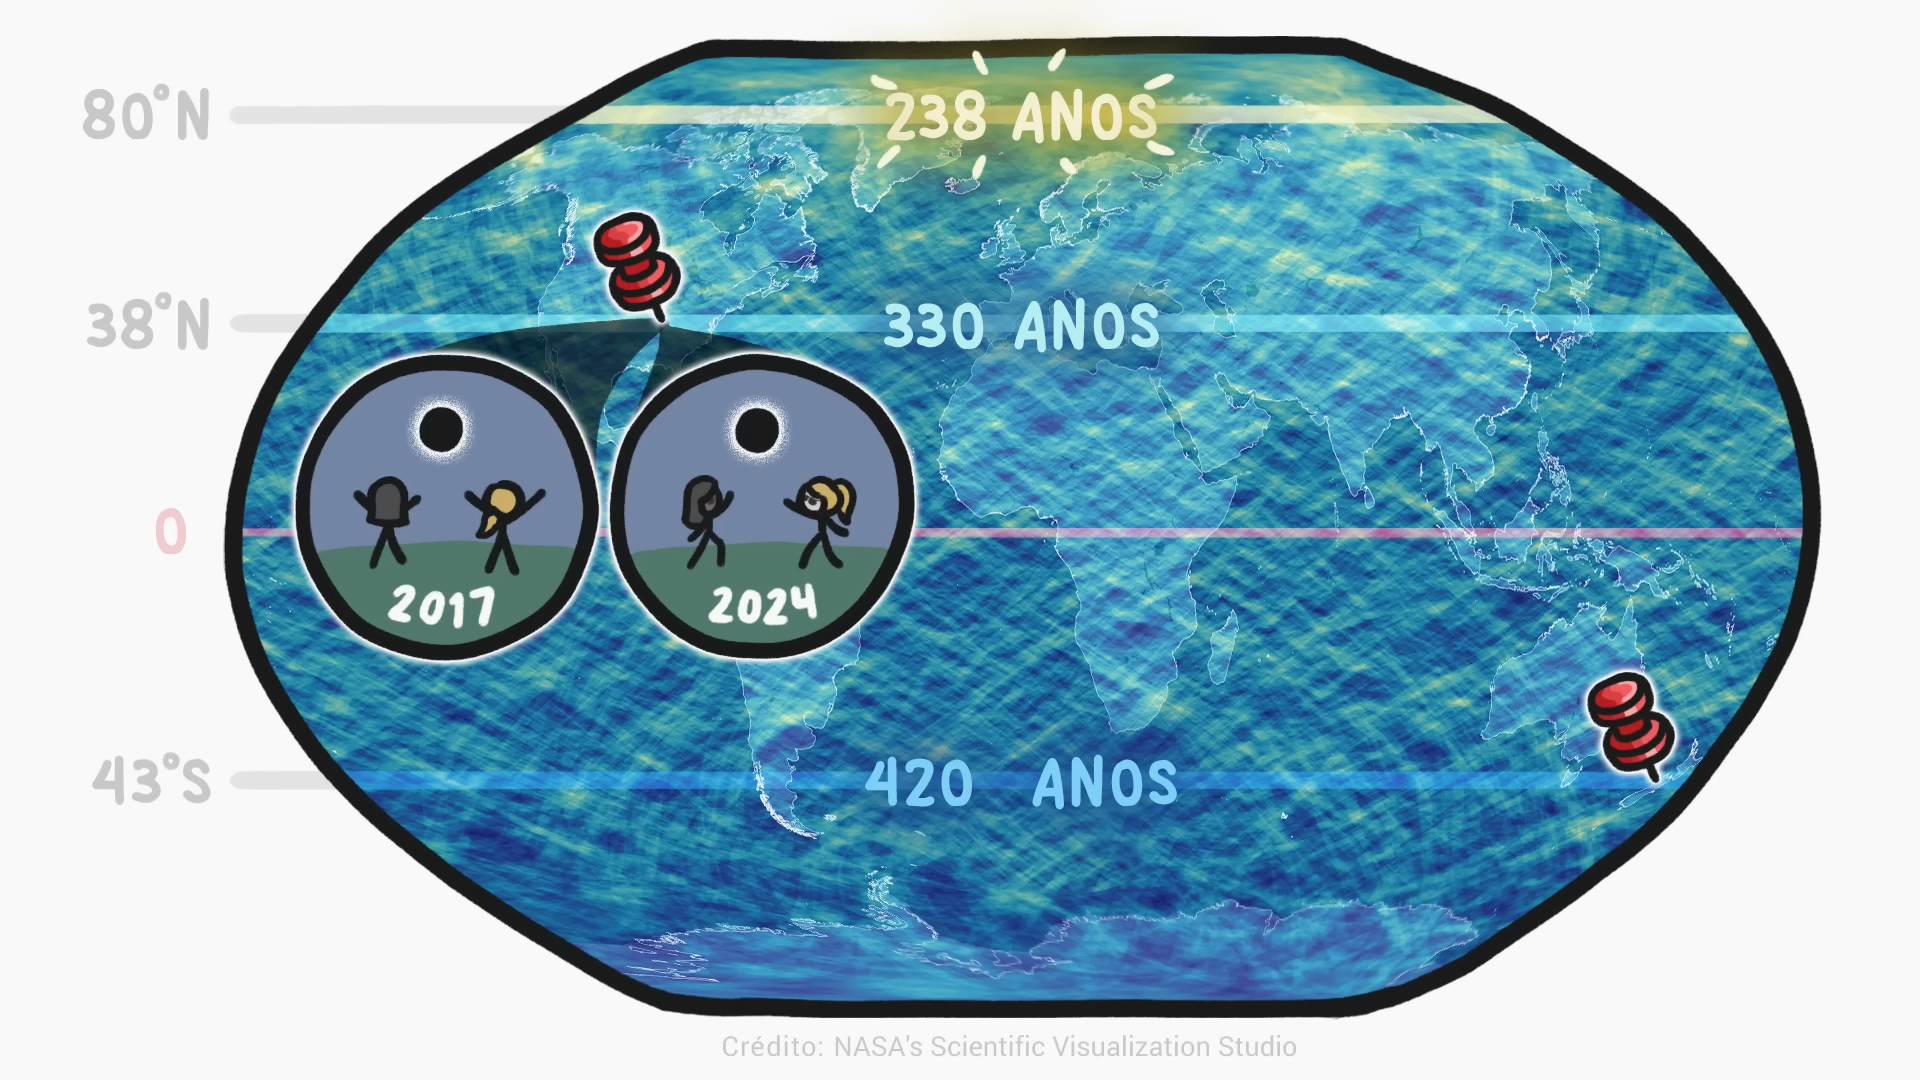 80°N
238 ANOS
38°N
330 ANOS
2017
2024
0
43°S
420 ANOS
Crédito: NASA's Scientific Visualization Studio